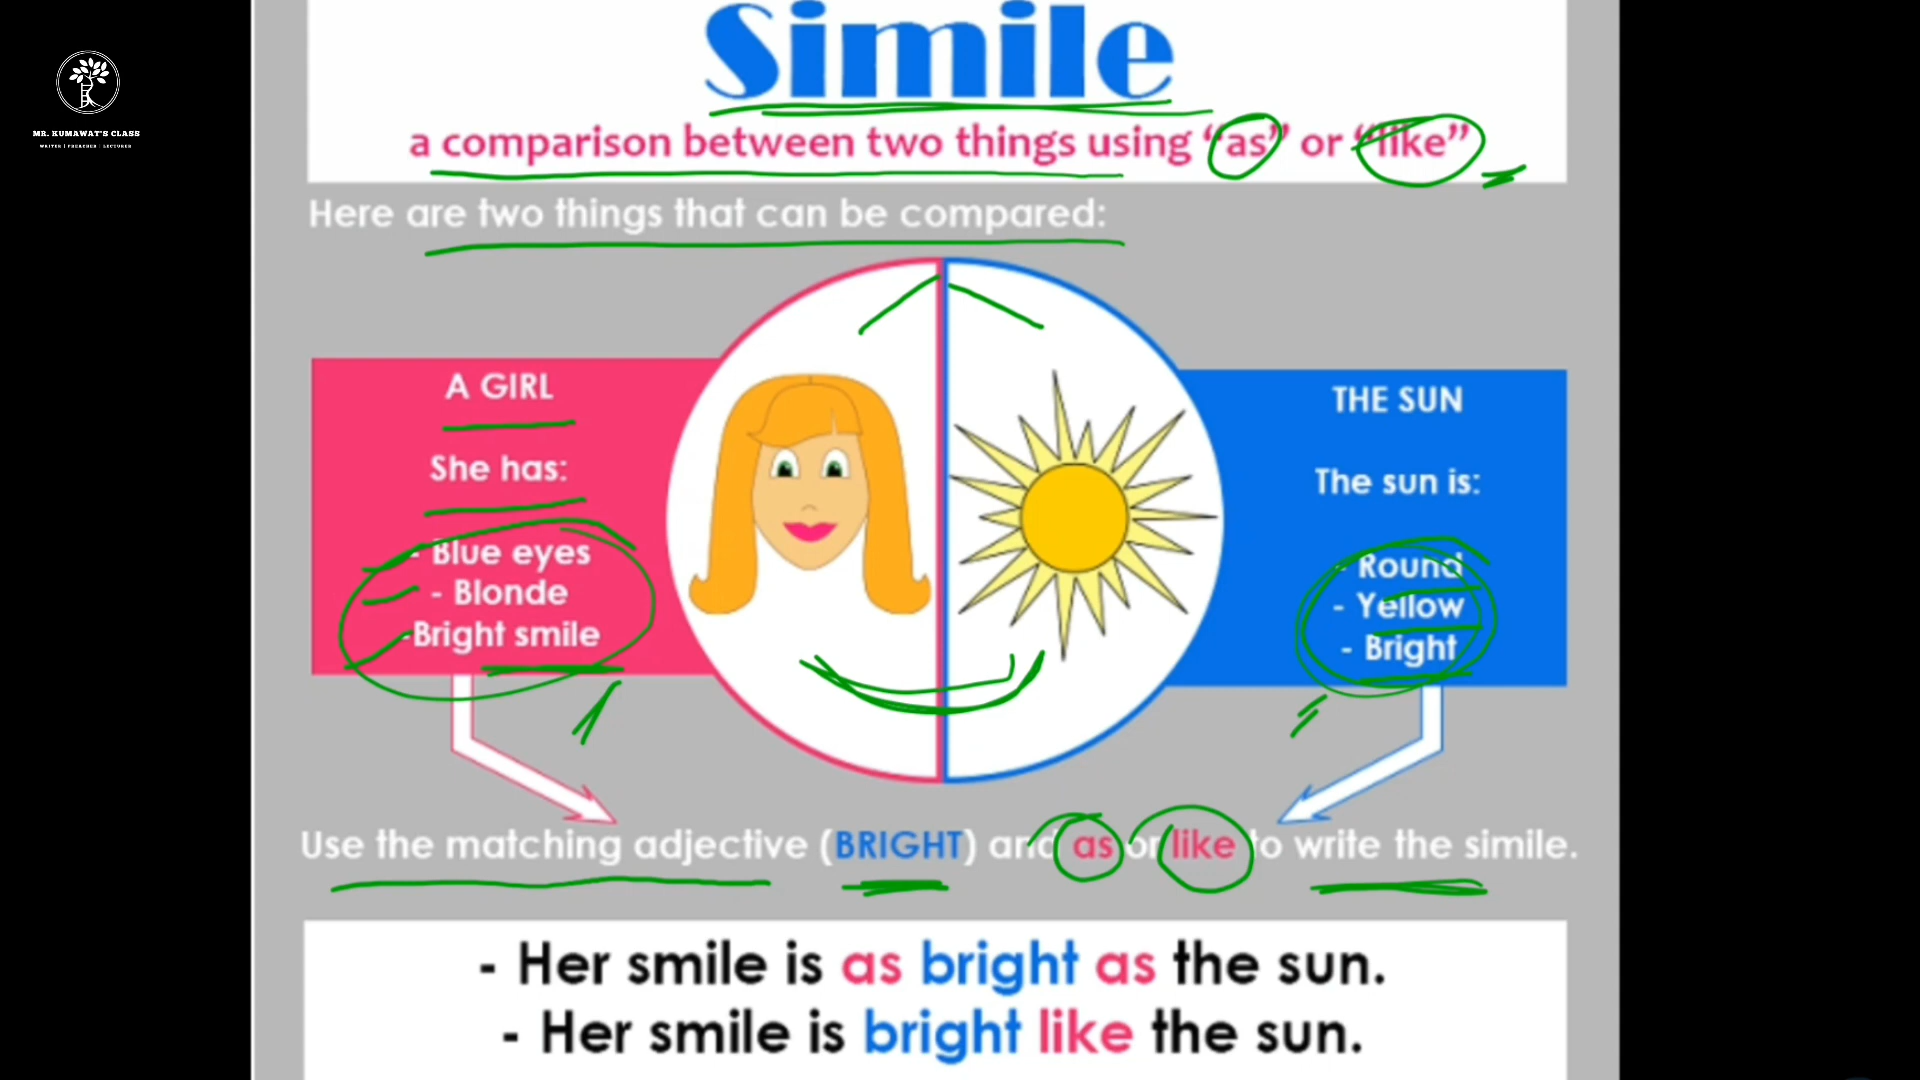 MR. KUMAWAT'S CLASS
WRITER | PREACHER | LECTURER
Simile
a comparison between two things using “as” or “like”
Here are two things that can be compared:
A GIRL
She has:
- Blue eyes
- Blonde
-Bright smile
THE SUN
The sun is:
- Round
- Yellow
- Bright
Use the matching adjective (BRIGHT) and as or like to write the simile.
- Her smile is as bright as the sun.
- Her smile is bright like the sun.